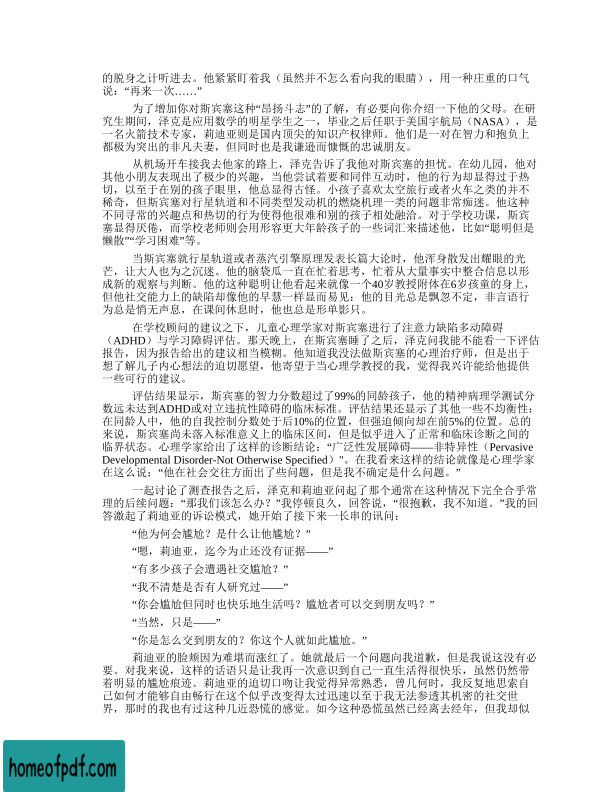 的脱身之计听进去。他紧紧盯着我（虽然并不怎么看向我的眼睛），用一种庄重的口气
说：“再来一次……”
为了增加你对斯宾塞这种“昂扬斗志”的了解，有必要向你介绍一下他的父母。在研
究生期间，泽克是应用数学的明星学生之一，毕业之后任职于美国宇航局（NASA），是
一名火箭技术专家，莉迪亚则是国内顶尖的知识产权律师。他们是一对在智力和抱负上
都极为突出的非凡夫妻，但同时也是我谦逊而慷慨的忠诚朋友。
从机场开车接我去他家的路上，泽克告诉了我他对斯宾塞的担忧。在幼儿园，他对
其他小朋友表现出了极少的兴趣，当他尝试着要和同伴互动时，他的行为却显得过于热
切，以至于在别的孩子眼里，他总显得古怪。小孩子喜欢太空旅行或者火车之类的并不
稀奇，但斯宾塞对行星轨道和不同类型发动机的燃烧机理一类的问题非常痴迷。他这种
不同寻常的兴趣点和热切的行为使得他很难和别的孩子相处融洽。对于学校功课，斯宾
塞显得厌倦，而学校老师则会用形容更大年龄孩子的一些词汇来描述他，比如“聪明但是
懒散”“学习困难”等。
当斯宾塞就行星轨道或者蒸汽引擎原理发表长篇大论时，他浑身散发出耀眼的光
芒，让大人也为之沉迷。他的脑袋瓜一直在忙着思考，忙着从大量事实中整合信息以形
成新的观察与判断。他的这种聪明让他看起来就像一个40岁教授附体在6岁孩童的身上，
但他社交能力上的缺陷却像他的早慧一样显而易见：他的目光总是飘忽不定，非言语行
为总是悄无声息，在课间休息时，他也总是形单影只。
在学校顾问的建议之下，儿童心理学家对斯宾塞进行了注意力缺陷多动障碍
（ADHD）与学习障碍评估。那天晚上，在斯宾塞睡了之后，泽克问我能不能看一下评估
报告，因为报告给出的建议相当模糊。他知道我没法做斯宾塞的心理治疗师，但是出于
想了解儿子内心想法的迫切愿望，他寄望于当心理学教授的我，觉得我兴许能给他提供
一些可行的建议。
评估结果显示，斯宾塞的智力分数超过了99%的同龄孩子，他的精神病理学测试分
数远未达到ADHD或对立违抗性障碍的临床标准。评估结果还显示了其他一些不均衡性：
在同龄人中，他的自我控制分数处于后10%的位置，但强迫倾向却在前5%的位置。总的
来说，斯宾塞尚未落入标准意义上的临床区间，但是似乎进入了正常和临床诊断之间的
临界状态。心理学家给出了这样的诊断结论：“广泛性发展障碍——非特异性（Pervasive
Developmental Disorder-Not Otherwise Specified）”。在我看来这样的结论就像是心理学家
在这么说：“他在社会交往方面出了些问题，但是我不确定是什么问题。”
一起讨论了测查报告之后，泽克和莉迪亚问起了那个通常在这种情况下完全合乎常
理的后续问题：“那我们该怎么办？”我停顿良久，回答说，“很抱歉，我不知道。”我的回
答激起了莉迪亚的诉讼模式，她开始了接下来一长串的讯问：
“他为何会尴尬？是什么让他尴尬？”
“嗯，莉迪亚，迄今为止还没有证据——”
“有多少孩子会遭遇社交尴尬？”
“我不清楚是否有人研究过——”
“你会尴尬但同时也快乐地生活吗？尴尬者可以交到朋友吗？”
“当然，只是——”
“你是怎么交到朋友的？你这个人就如此尴尬。”
莉迪亚的脸颊因为难堪而涨红了。她就最后一个问题向我道歉，但是我说这没有必
要。对我来说，这样的话语只是让我再一次意识到自己一直生活得很快乐，虽然仍然带
着明显的尴尬痕迹。莉迪亚的迫切口吻让我觉得异常熟悉，曾几何时，我反复地思索自
己如何才能够自由畅行在这个似乎改变得太过迅速以至于我无法参透其机密的社交世
界，那时的我也有过这种几近恐慌的感觉。如今这种恐慌虽然已经离去经年，但我却似
homeofpdf.com